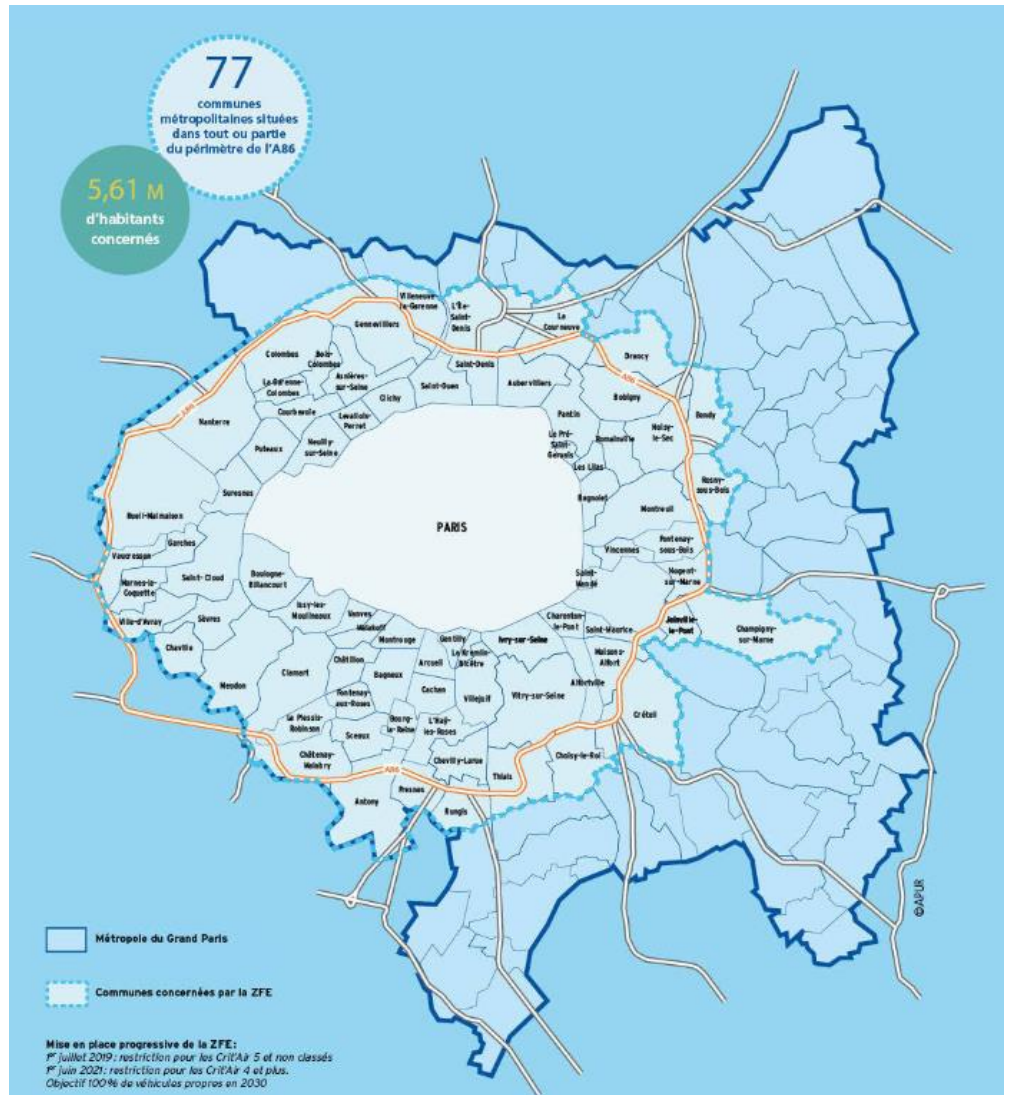 77
communes
métropolitaines situées
dans tout ou partie
du périmètre de l'A86
5,61 M
d'habitants
concernés
Villeneuve-
la-Garenne
L'Île-
Saint-
Denis
La
Courneuve
Gennevilliers
Colombes
Bois-
Colombes
Drancy
Saint-Denis
A86
La Garenne-
Colombes
Asnières-
sur-Seine
Saint-Ouen
Aubervilliers
Bobigny
Clichy
A86
Nanterre
Courbevoie
Levallois-
Perret
Pantin
Bondy
Noisy-
le-Sec
Puteaux
Neuilly-
sur-Seine
Le Pré-
Saint-
Gervais
Romainville
Les Lilas
Rosny-
sous-Bois
Suresnes
Bagnolet
Montreuil
Rueil-Malmaison
PARIS
Garches
Vaucresson
Fontenay-
sous-Bois
Vincennes
Marnes-la-
Coquette
Saint-Cloud
Boulogne-
Billancourt
Saint-
Mandé
Nogent-
sur-Marne
Ville-d'Avray
Sèvres
Issy-les-
Moulineaux
Vanves
Malakoff
Montrouge
Gentilly
Ivry-sur-Seine
Charenton-
le-Pont
Saint-Maurice
Joinville-
le-Pont
Champigny-
sur-Marne
Chaville
Le Kremlin-
Bicêtre
Maisons-
Alfort
Meudon
Clamart
Châtillon
Bagneux
Arcueil
Alfortville
Fontenay-
aux-Roses
Cachan
Villejuif
Vitry-sur-Seine
Créteil
Le Plessis-
Robinson
Sceaux
Bourg-
la-Reine
L'Haÿ-
les-Roses
Châtenay-
Malabry
A86
Chevilly-Larue
Thiais
Choisy-le-Roi
Antony
Fresnes
Rungis
©APUR
Métropole du Grand Paris
Communes concernées par la ZFE
Mise en place progressive de la ZFE :
1er juillet 2019 : restriction pour les Crit'Air 5 et non classés
1er juin 2021 : restriction pour les Crit'Air 4 et plus.
Objectif 100% de véhicules propres en 2030